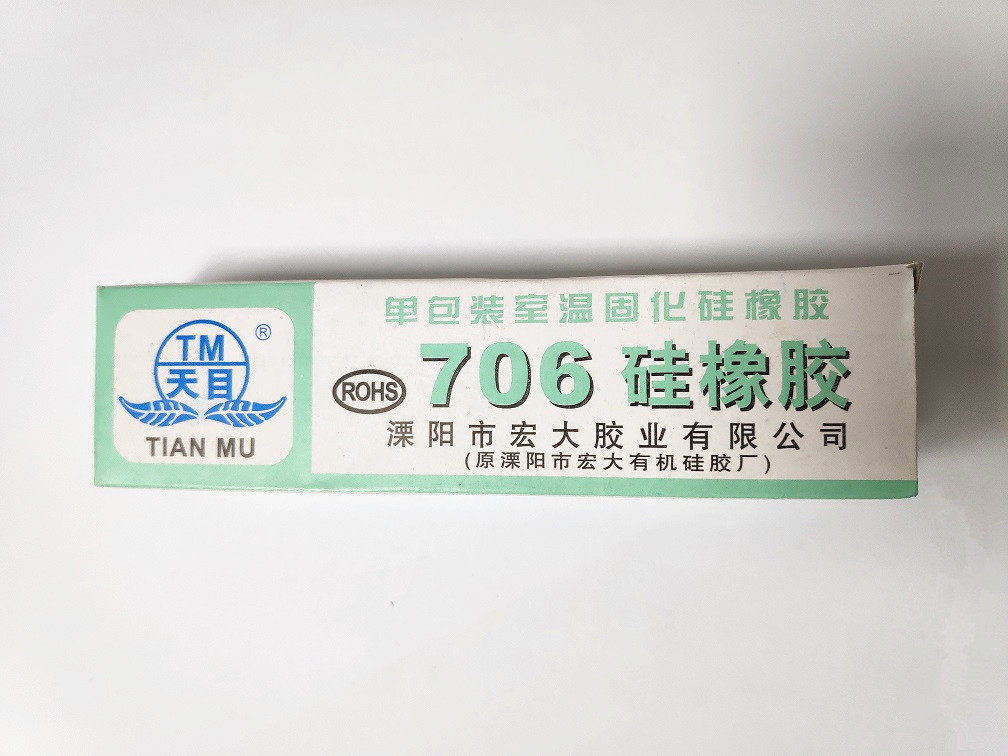 TM
天目
®
TIAN MU
单包装室温固化硅橡胶
ROHS
706 硅橡胶
溧阳市宏大胶业有限公司
(原溧阳市宏大有机硅胶厂)